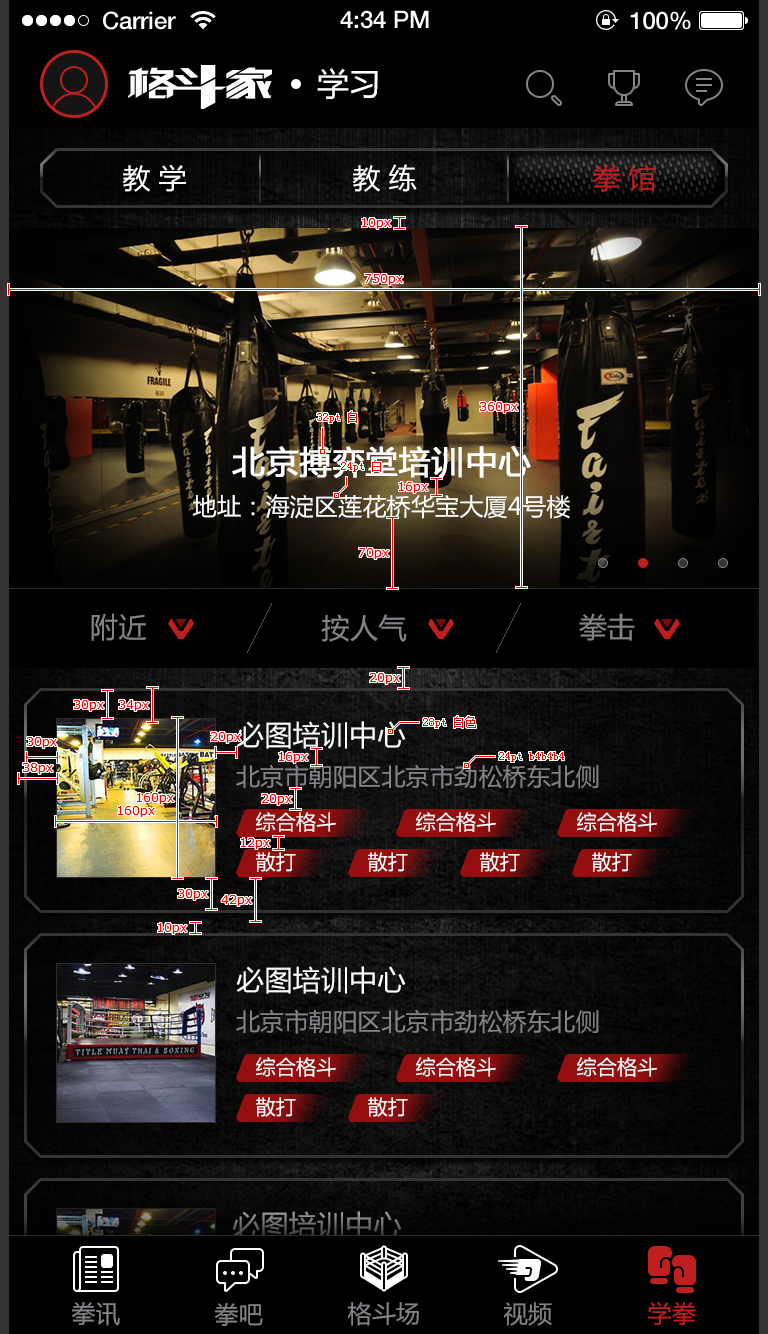 Carrier 4:34 PM 100%
格斗家 • 学习
教 学 教 练 拳 馆
10px
750px
FRAGILE
360px
Fairtex
32pt 白
北京搏弈堂培训中心
24pt 白
16px
地址：海淀区莲花桥华宝大厦4号楼
70px
附近 按人气 拳击
20px
30px 34px
28pt 白色
必图培训中心
30px 20px
16px
24pt b4b4b4
38px
北京市朝阳区北京市劲松桥东北侧
160px 20px
160px
综合格斗 综合格斗 综合格斗
12px
散打 散打 散打 散打
30px 42px
10px
必图培训中心
北京市朝阳区北京市劲松桥东北侧
TITLE MUAY THAI & BOXING
综合格斗 综合格斗 综合格斗
散打 散打
必图培训中心
拳讯 拳吧 格斗场 视频 学拳